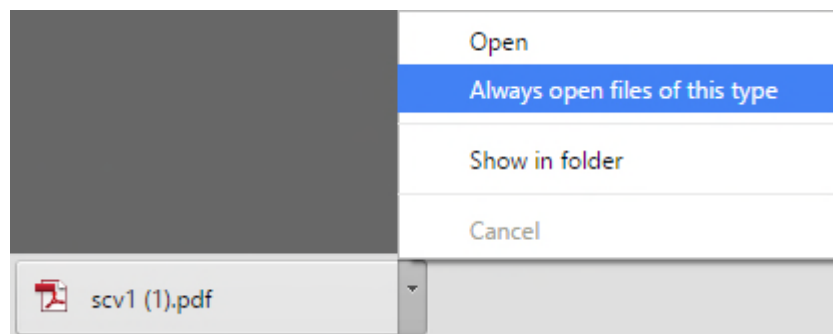 Open
Always open files of this type
Show in folder
Cancel
scv1 (1).pdf